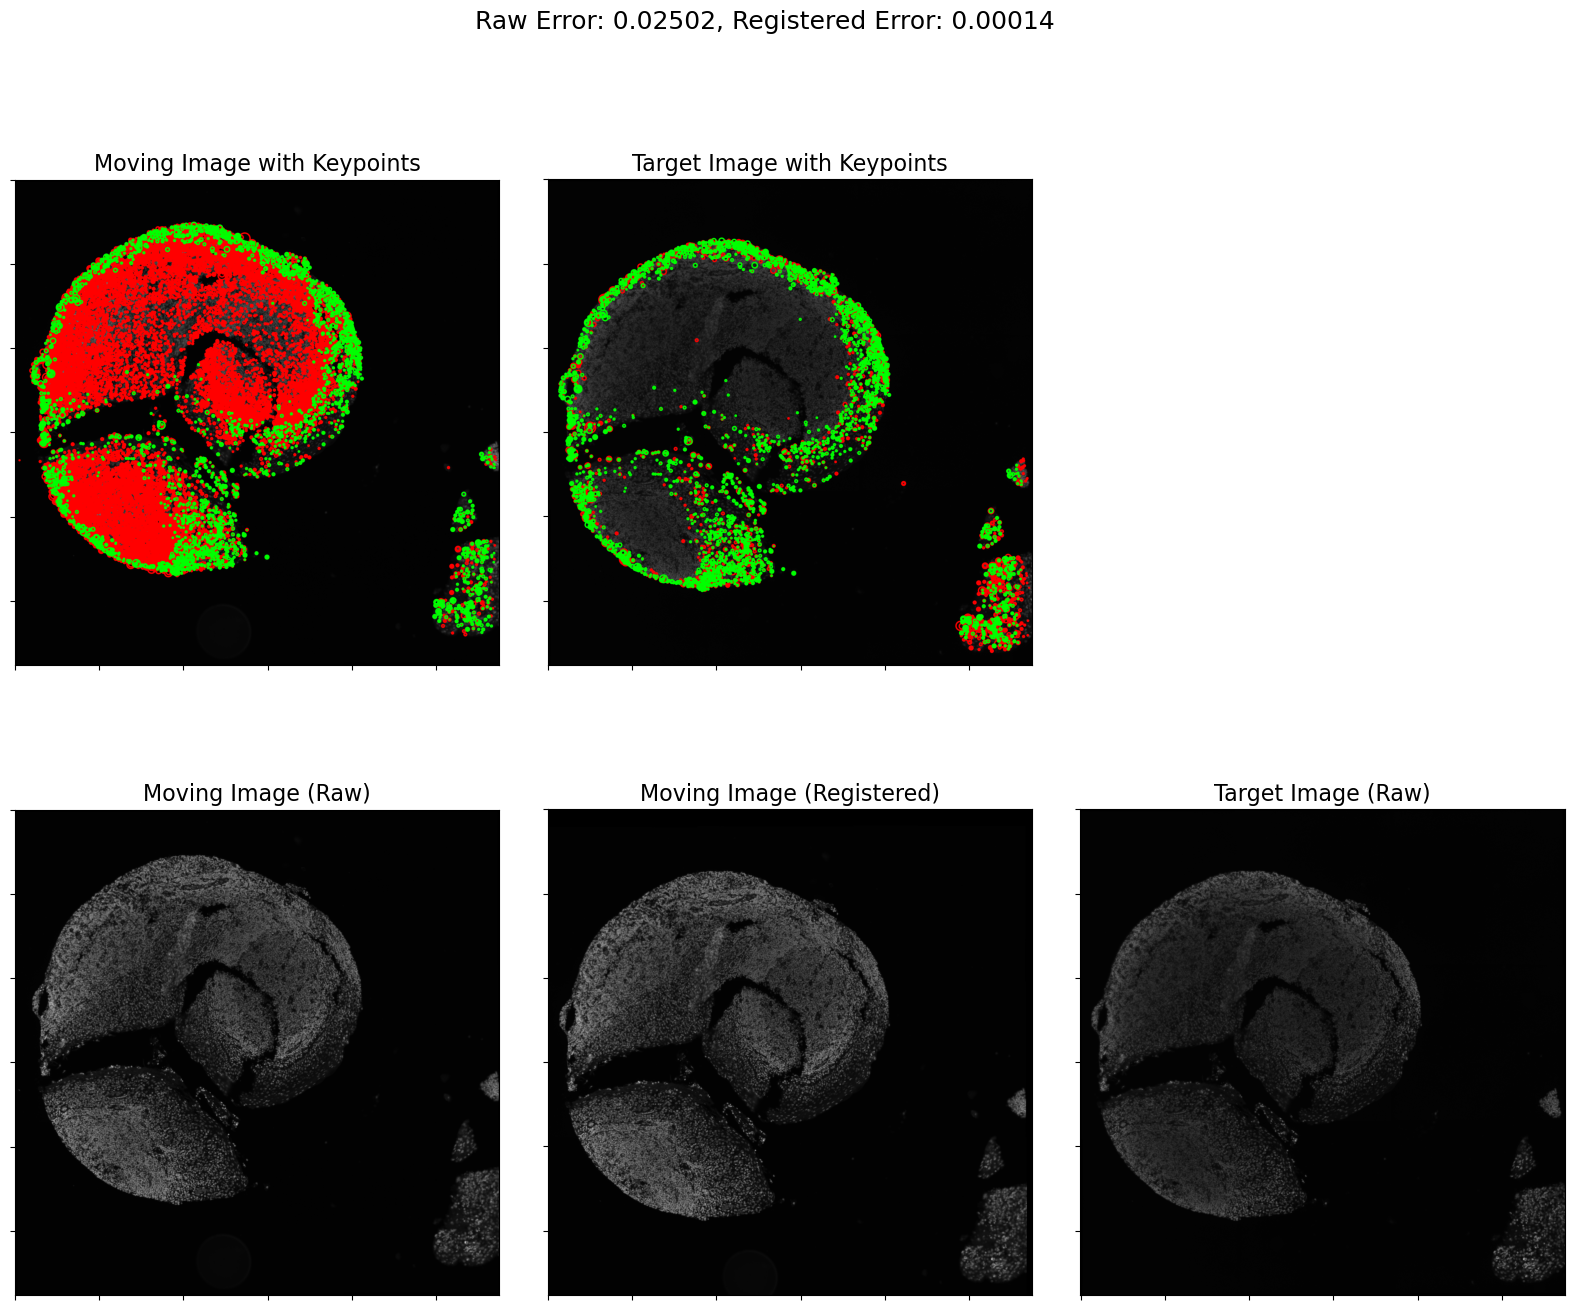 Raw Error: 0.02502, Registered Error: 0.00014
Moving Image with Keypoints
Target Image with Keypoints
Moving Image (Raw)
Moving Image (Registered)
Target Image (Raw)